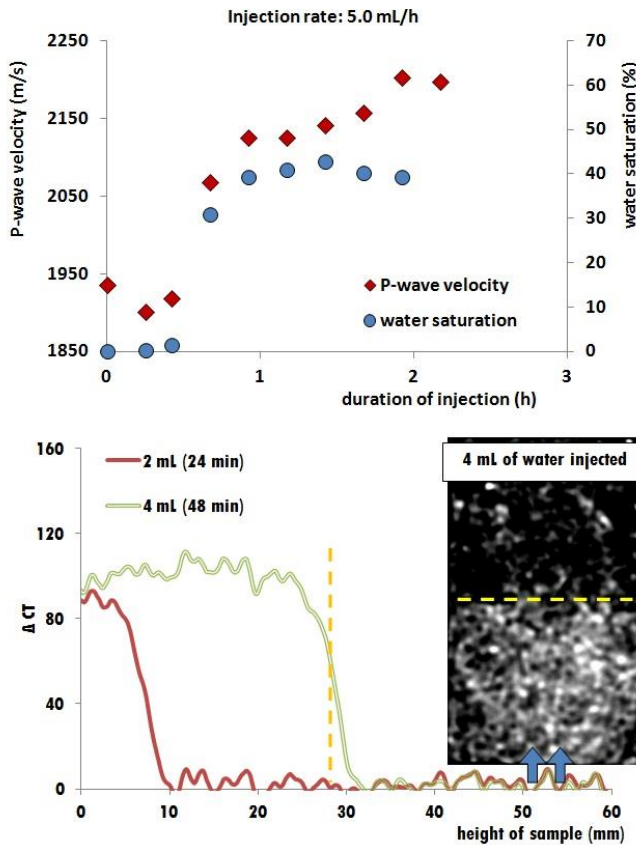 Injection rate: 5.0 mL/h
2250
2150
2050
1950
1850
P-wave velocity (m/s)
70
60
50
40
30
20
10
0
water saturation (%)
P-wave velocity
water saturation
0 1 2 3
duration of injection (h)
160
120
80
40
0
Δ CT
2 mL (24 min)
4 mL (48 min)
4 mL of water injected
0 10 20 30 40 50 60
height of sample (mm)